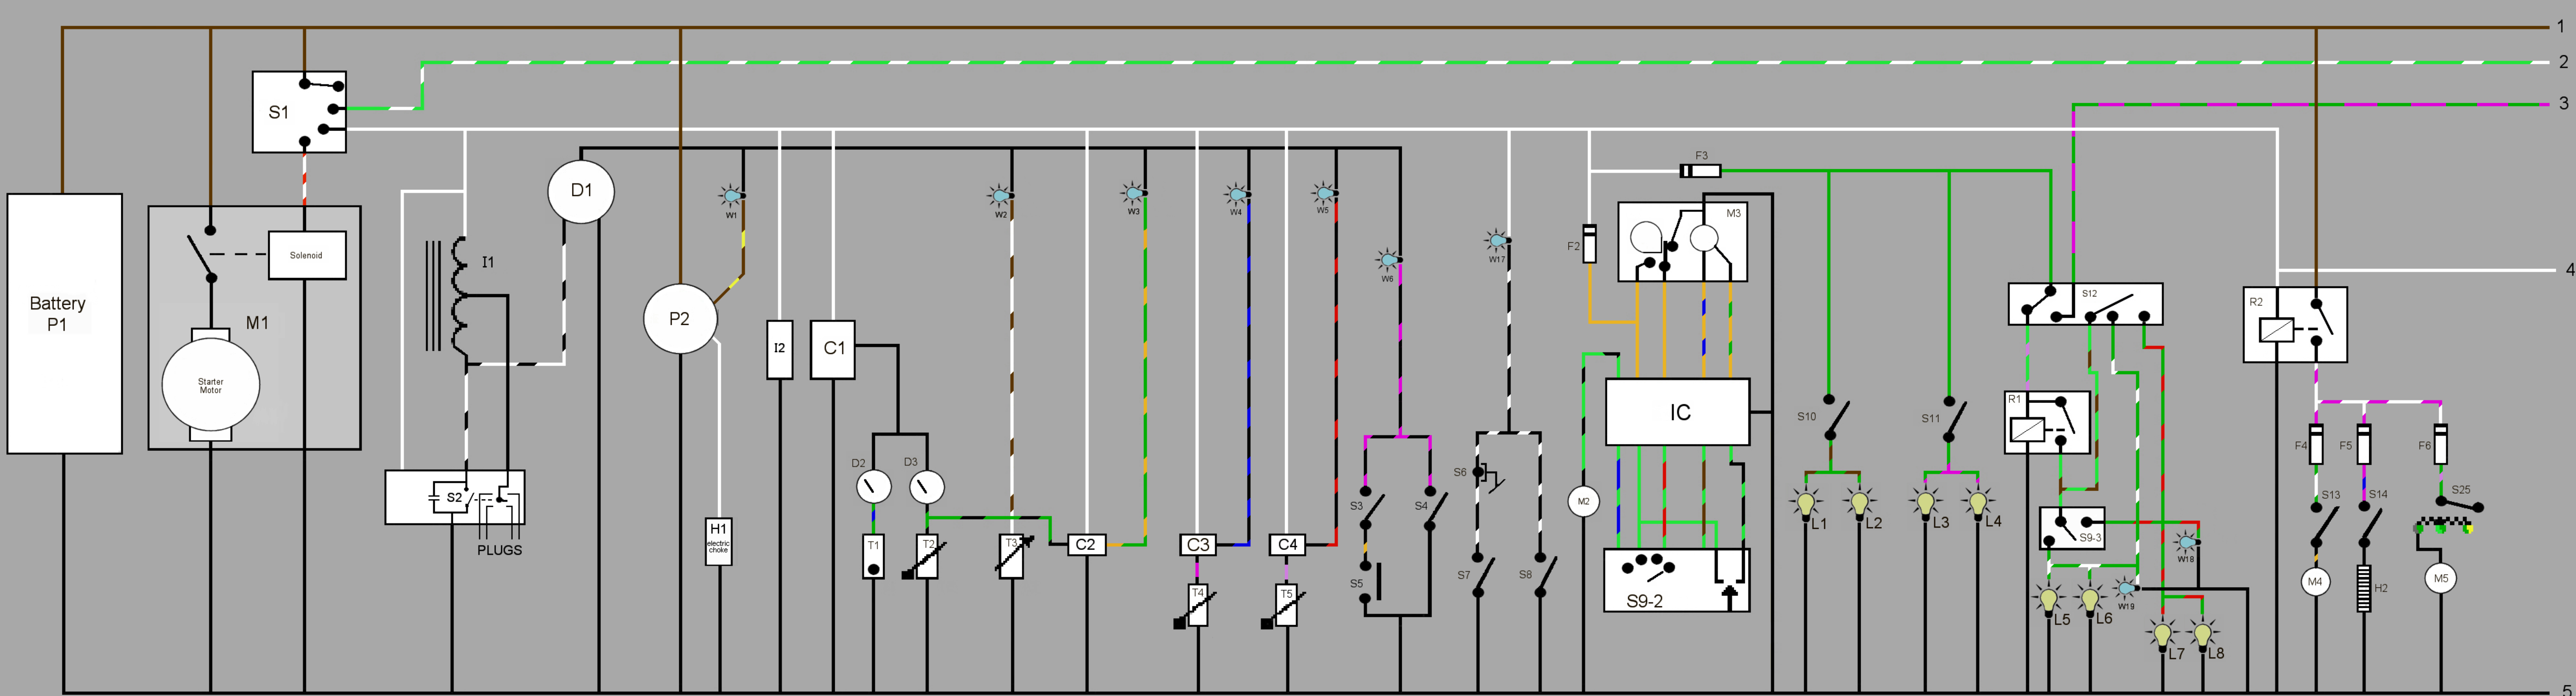 1
2
3
4
5
Battery
P1
S1
Solenoid
M1
Starter
Motor
I1
S2
PLUGS
D1
P2
W1
H1
electric
choke
I2
C1
D2
D3
T1
T2
W2
T3
C2
W3
C3
T4
W4
C4
T5
W5
W6
S3
S4
S5
W17
S6
S7
S8
F2
F3
M3
M2
IC
S9-2
S10
L1
L2
S11
L3
L4
S12
R1
S9-3
W18
W19
L5
L6
L7
L8
R2
F4
F5
F6
S13
S14
S25
M4
H2
M5